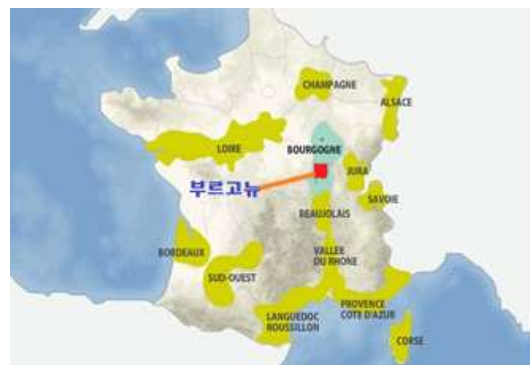 CHAMPAGNE
ALSACE
LOIRE
BOURGOGNE
JURA
부르고뉴
SAVOIE
BEAUJOLAIS
BORDEAUX
VALLEE
DU RHONE
SUD-OUEST
PROVENCE
COTE D'AZUR
LANGUEDOC
ROUSSILLON
CORSE